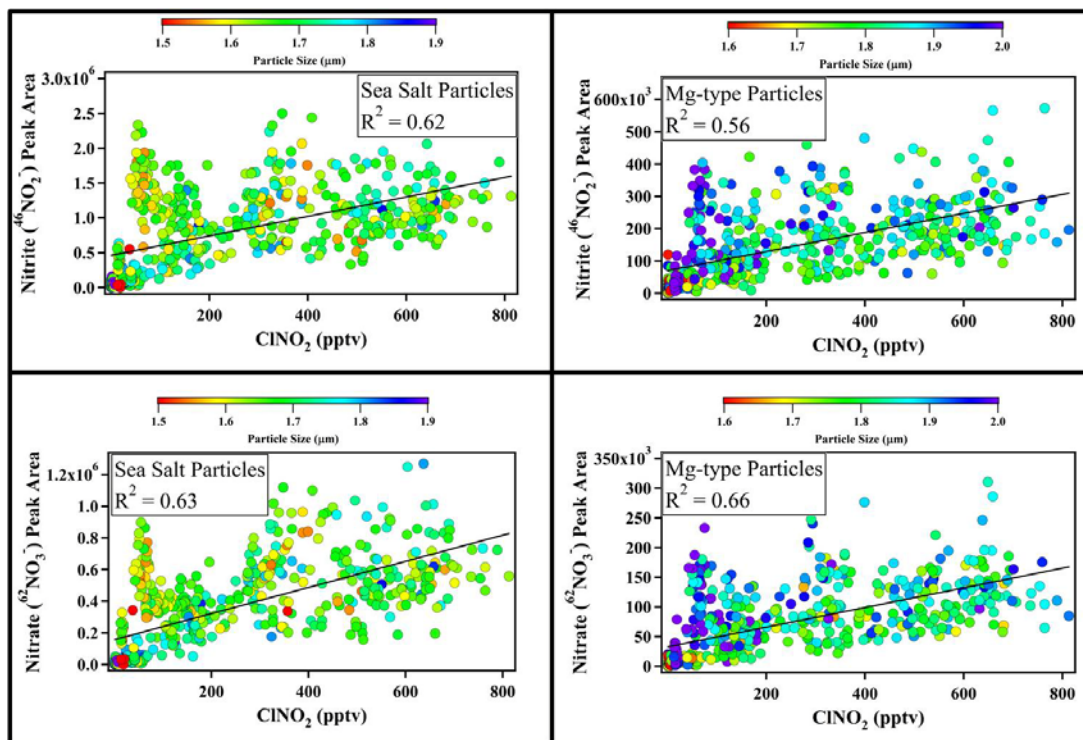 1.5 1.6 1.7 1.8 1.9
Particle Size (μm)
3.0x10⁶
2.5
2.0
1.5
1.0
0.5
0.0
Nitrite (⁴⁶NO₂⁻) Peak Area
Sea Salt Particles
R² = 0.62
200 400 600 800
ClNO₂ (pptv)
1.6 1.7 1.8 1.9 2.0
Particle Size (μm)
600x10³
500
400
300
200
100
0
Nitrite (⁴⁶NO₂⁻) Peak Area
Mg-type Particles
R² = 0.56
200 400 600 800
ClNO₂ (pptv)
1.5 1.6 1.7 1.8 1.9
Particle Size (μm)
1.2x10⁶
1.0
0.8
0.6
0.4
0.2
0.0
Nitrate (⁶²NO₃⁻) Peak Area
Sea Salt Particles
R² = 0.63
200 400 600 800
ClNO₂ (pptv)
1.6 1.7 1.8 1.9 2.0
Particle Size (μm)
350x10³
300
250
200
150
100
50
0
Nitrate (⁶²NO₃⁻) Peak Area
Mg-type Particles
R² = 0.66
200 400 600 800
ClNO₂ (pptv)